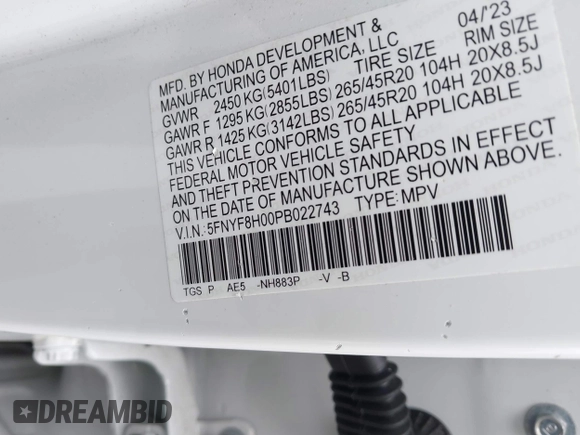 MFD. BY HONDA DEVELOPMENT & 04/'23
MANUFACTURING OF AMERICA, LLC RIM SIZE
GVWR 2450 KG(5401LBS) TIRE SIZE
GAWR F 1295 KG(2855LBS) 265/45R20 104H 20X8.5J
GAWR R 1425 KG(3142LBS) 265/45R20 104H 20X8.5J
THIS VEHICLE CONFORMS TO ALL APPLICABLE
FEDERAL MOTOR VEHICLE SAFETY
AND THEFT PREVENTION STANDARDS IN EFFECT
ON THE DATE OF MANUFACTURE SHOWN ABOVE.
V.I.N.:5FNYF8H00PB022743 TYPE:MPV
TGS P AE5 -NH883P -V -B
DREAMBID